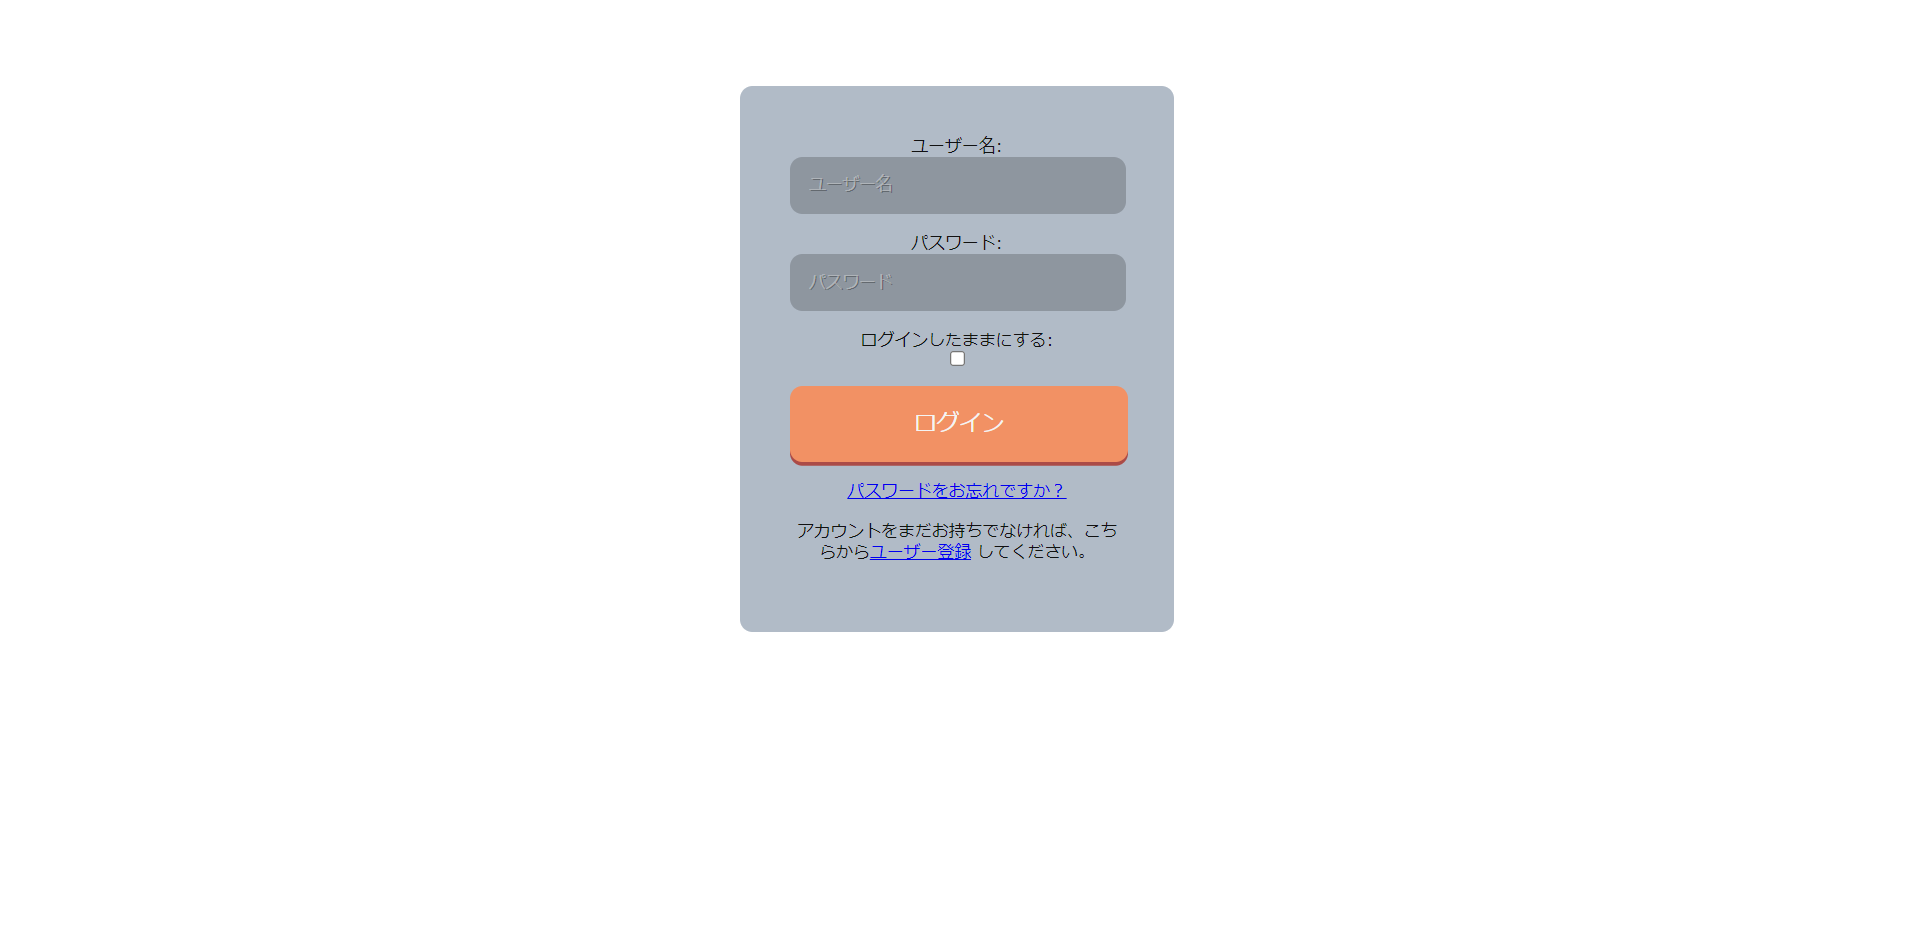 ユーザー名:
ユーザー名
パスワード:
パスワード
ログインしたままにする:
ログイン
パスワードをお忘れですか？
アカウントをまだお持ちでなければ、こち
らからユーザー登録 してください。